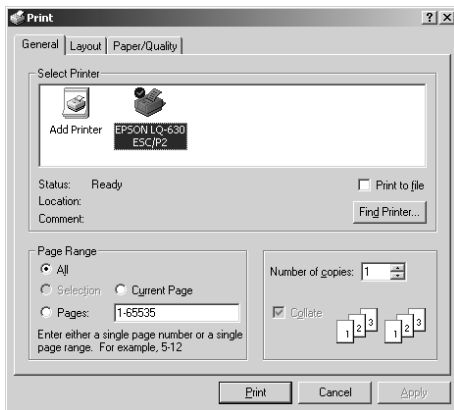 Print
General Layout Paper/Quality
Select Printer
Add Printer EPSON LQ-630
ESC/P2
Status: Ready
Print to file
Location:
Comment:
Find Printer...
Page Range
All
Selection Current Page
Pages: 1-65535
Enter either a single page number or a single
page range. For example, 5-12
Number of copies: 1
Collate
1 2 3 1 2 3
Print Cancel Apply